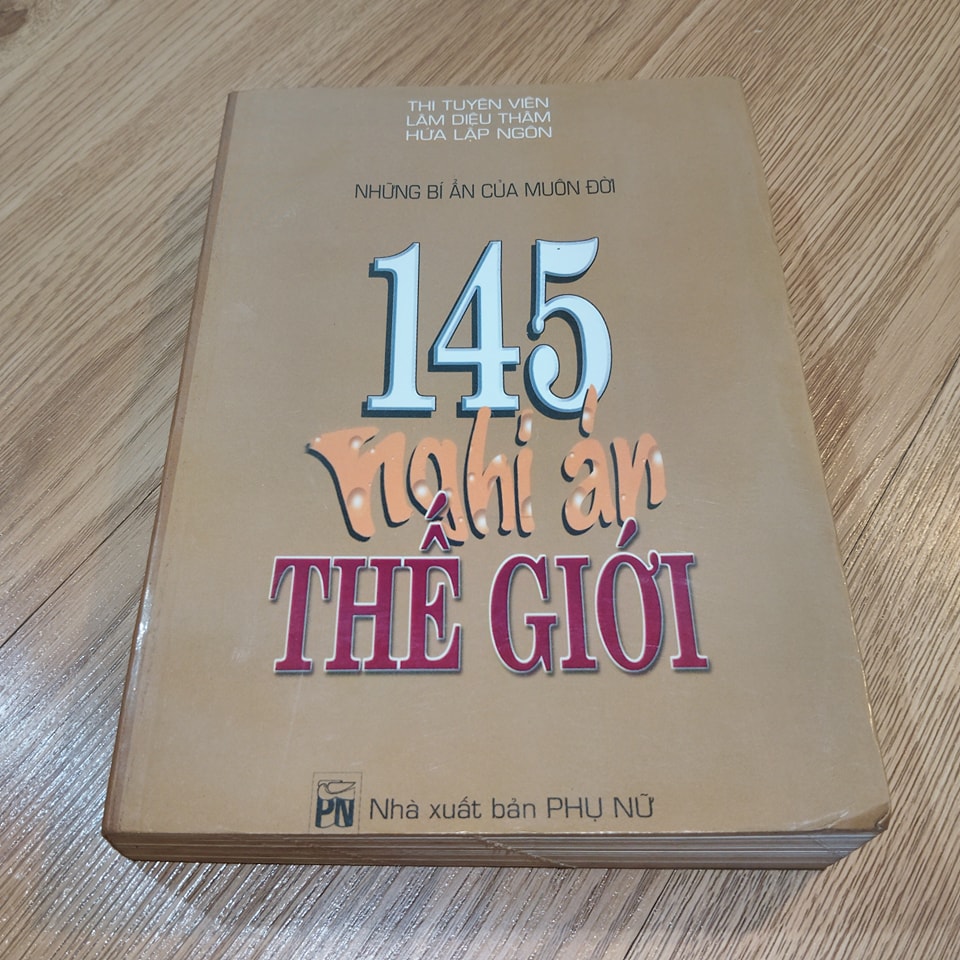 THI TUYÊN VIÊN
LÂM DIỆU THÂM
HỨA LẬP NGÔN
NHỮNG BÍ ẨN CỦA MUÔN ĐỜI
145
nghi án
THẾ GIỚI
PN
Nhà xuất bản PHỤ NỮ